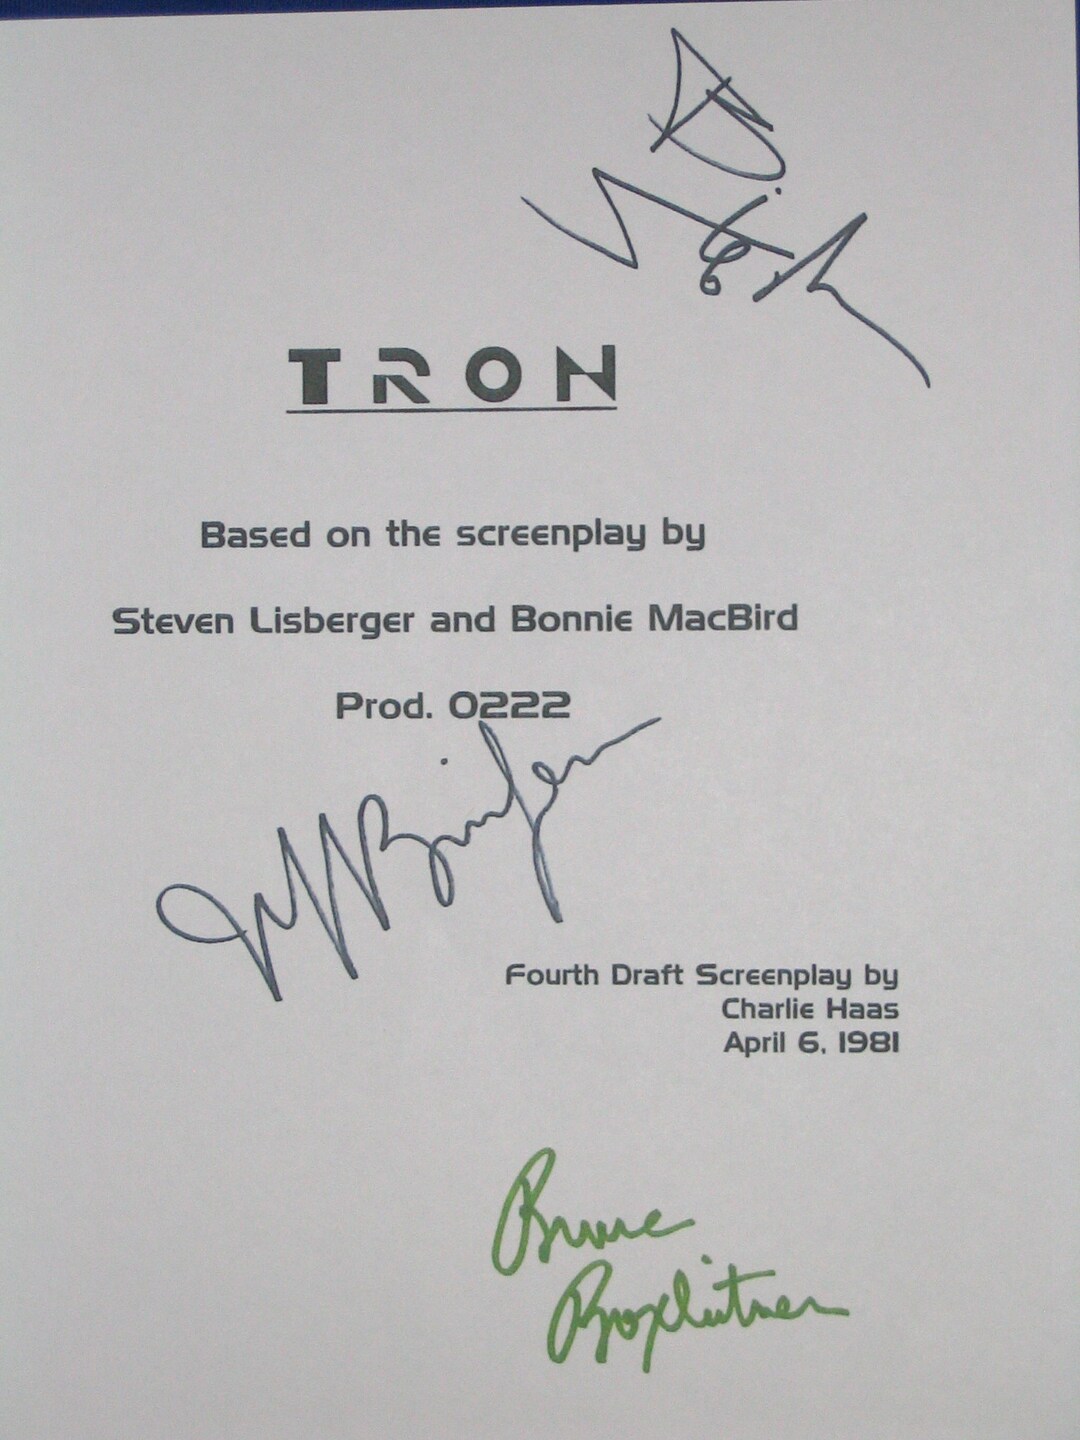 TRON
Based on the screenplay by
Steven Lisberger and Bonnie MacBird
Prod. 0222
Fourth Draft Screenplay by
Charlie Haas
April 6, 1981
Bruce
Boxleitner